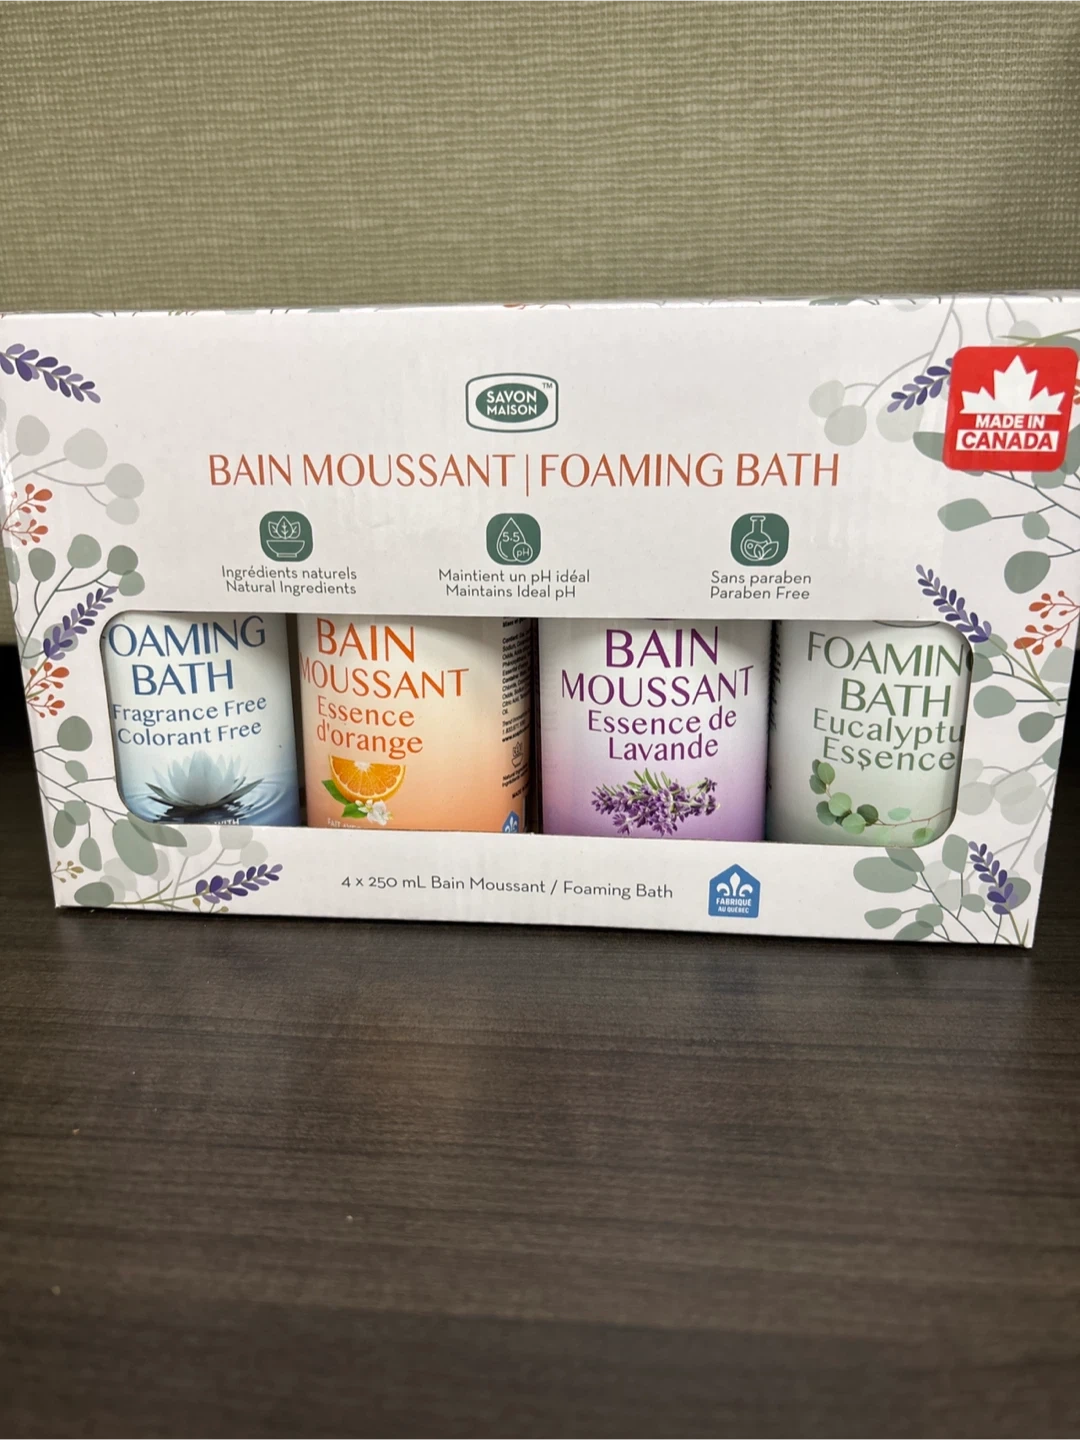 SAVON
MAISON
TM
BAIN MOUSSANT | FOAMING BATH
MADE IN
CANADA
5.5
pH
Ingrédients naturels
Natural Ingredients
Maintient un pH idéal
Maintains Ideal pH
Sans paraben
Paraben Free
OAMING
BATH
Fragrance Free
Colorant Free
BAIN
MOUSSANT
Essence
d'orange
BAIN
MOUSSANT
Essence de
Lavande
FOAMIN
BATH
Eucalyptu
Essence
4 x 250 mL Bain Moussant / Foaming Bath
FABRIQUÉ
AU QUÉBEC